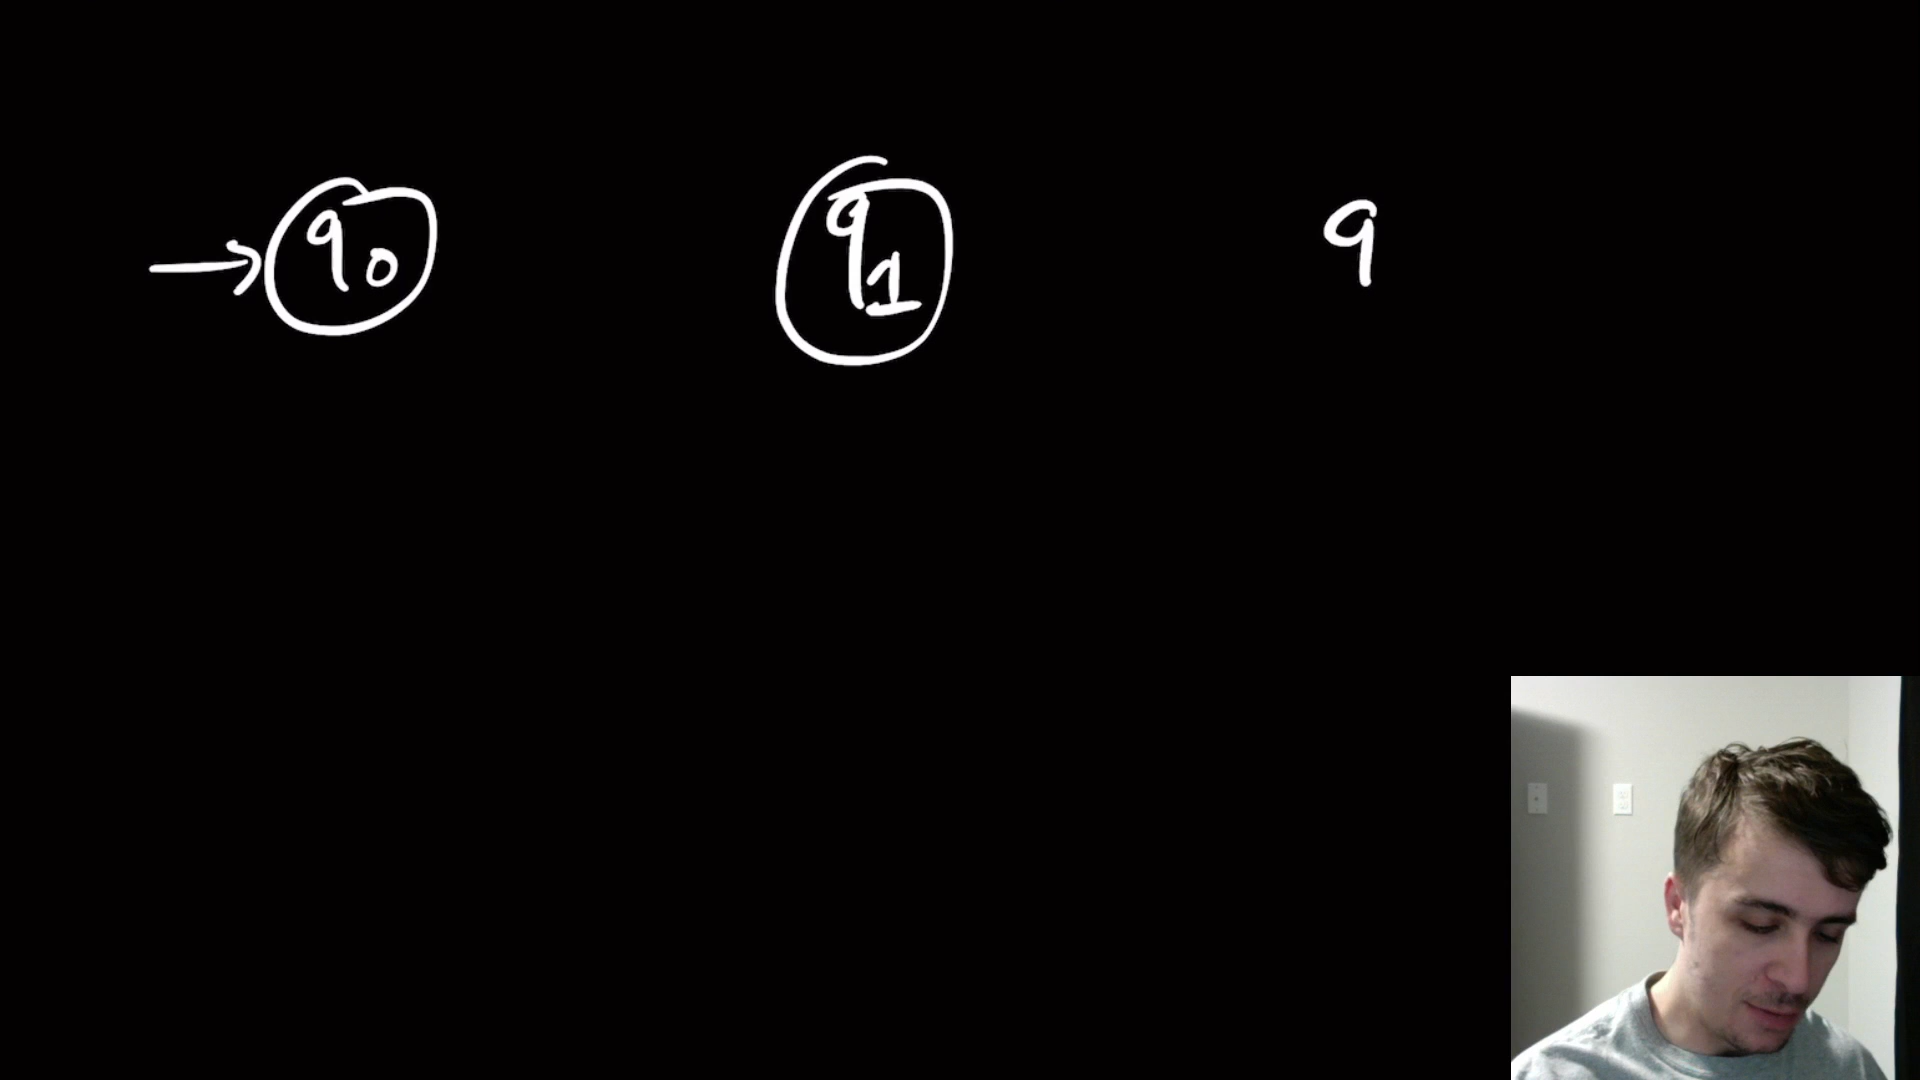 → q₀ q₁ q